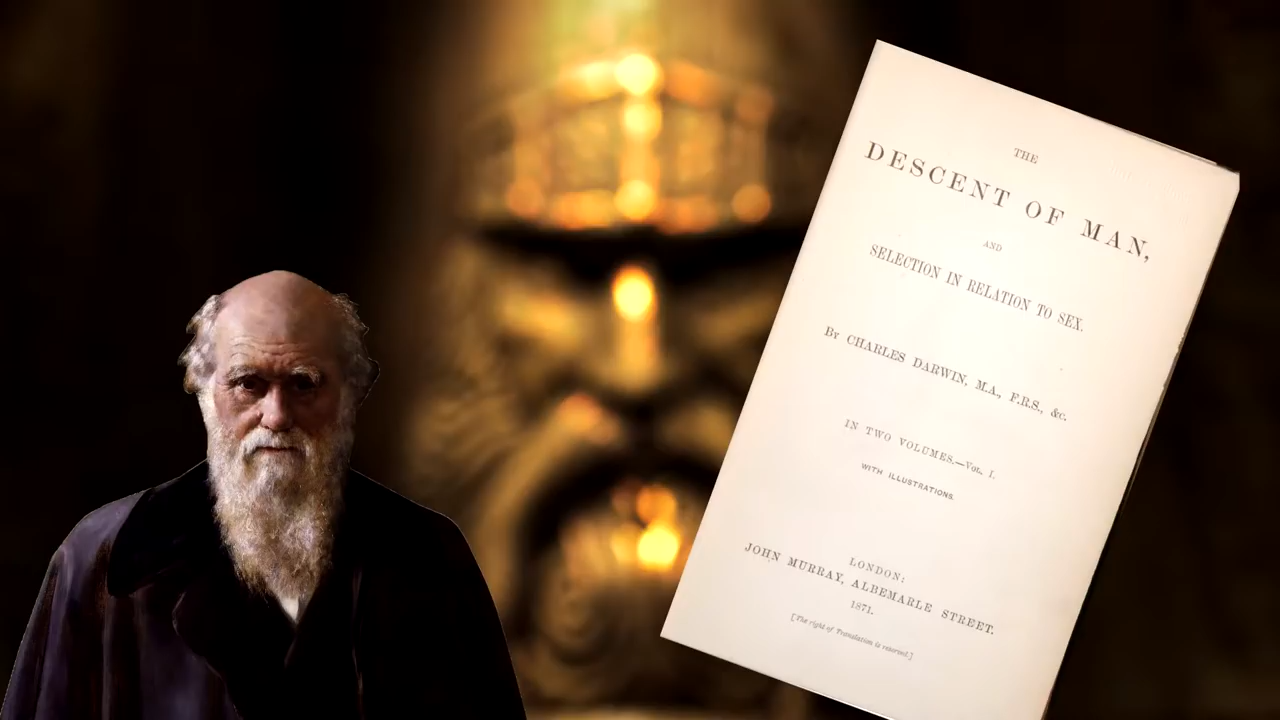 THE
DESCENT OF MAN,
AND
SELECTION IN RELATION TO SEX.
By CHARLES DARWIN, M.A., F.R.S., &c.
IN TWO VOLUMES.—Vol. I.
WITH ILLUSTRATIONS.
LONDON:
JOHN MURRAY, ALBEMARLE STREET.
1871.
[The right of Translation is reserved.]